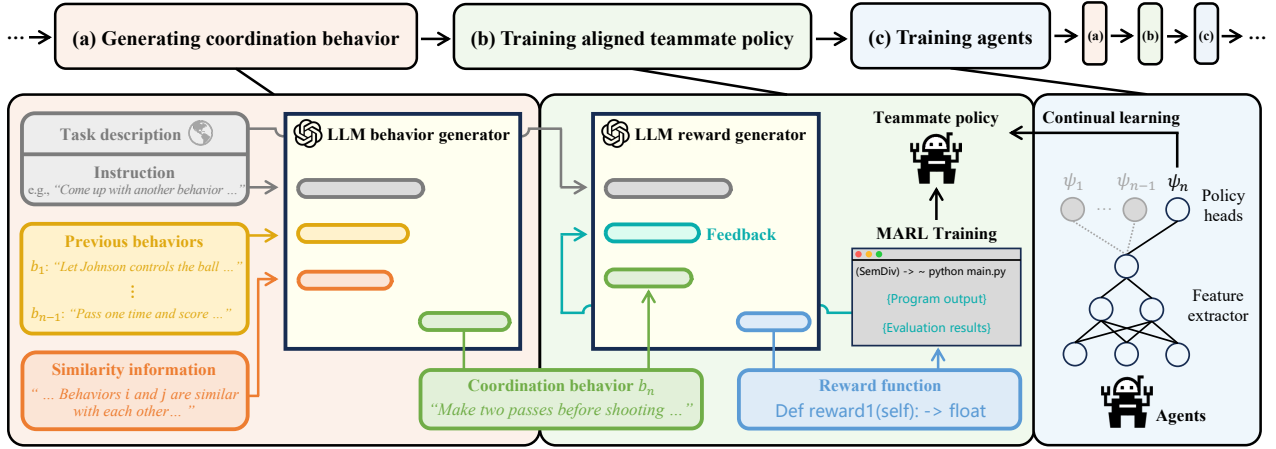 ... (a) Generating coordination behavior (b) Training aligned teammate policy (c) Training agents (a) (b) (c) ...
Task description
Instruction
e.g., “Come up with another behavior …”
Previous behaviors
b1: “Let Johnson controls the ball …”
⋮
bn−1: “Pass one time and score …”
Similarity information
“ … Behaviors i and j are similar
with each other… ”
LLM behavior generator
Coordination behavior bn
“Make two passes before shooting …”
LLM reward generator
Feedback
Teammate policy
MARL Training
(SemDiv) -> ~ python main.py
{Program output}
{Evaluation results}
Reward function
Def reward1(self): -> float
Continual learning
ψ1 ... ψn−1 ψn
Policy
heads
Feature
extractor
Agents